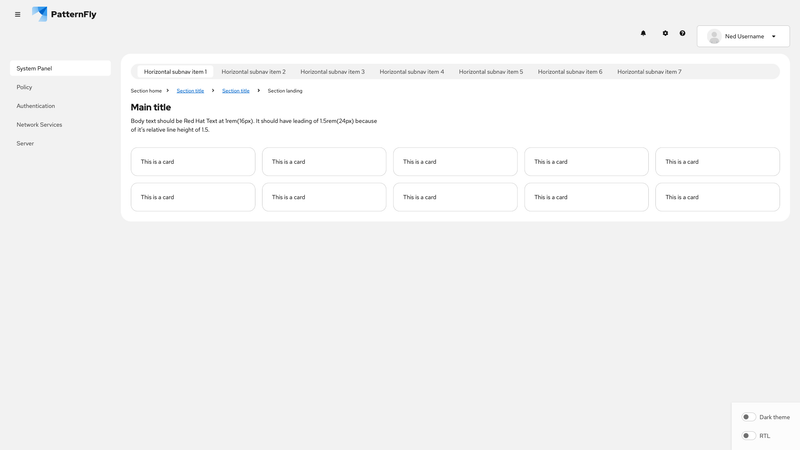 PatternFly
Ned Username
System Panel
Policy
Authentication
Network Services
Server
Horizontal subnav item 1 Horizontal subnav item 2 Horizontal subnav item 3 Horizontal subnav item 4 Horizontal subnav item 5 Horizontal subnav item 6 Horizontal subnav item 7
Section home Section title Section title Section landing
Main title
Body text should be Red Hat Text at 1rem(16px). It should have leading of 1.5rem(24px) because
of it's relative line height of 1.5.
This is a card This is a card This is a card This is a card This is a card
This is a card This is a card This is a card This is a card This is a card
Dark theme
RTL